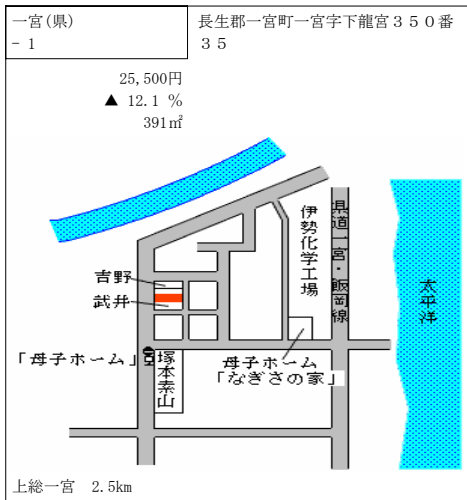 一宮(県)
- 1
長生郡一宮町一宮字下龍宮３５０番
３５
25,500円
▲ 12.1 %
391㎡
伊勢化学工場
県道一宮・飯岡線
太平洋
吉野
武井
「母子ホーム」
塚本素山
母子ホーム
「なぎさの家」
上総一宮 2.5km